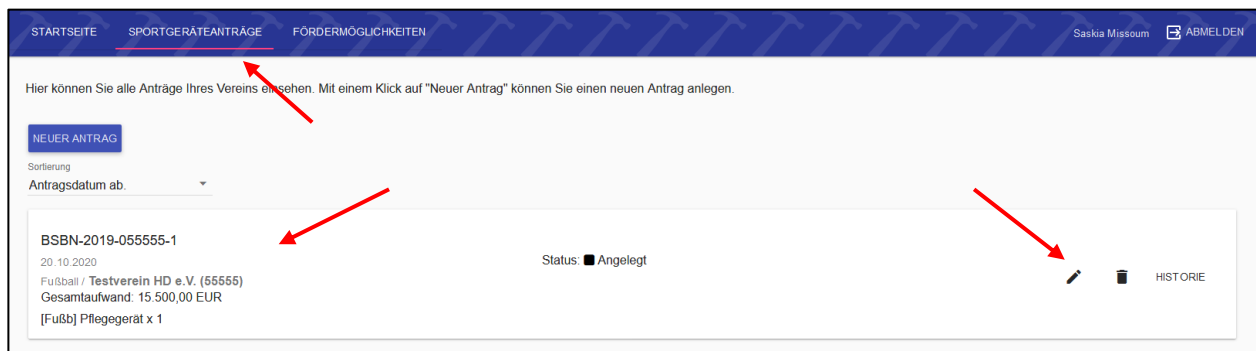 STARTSEITE SPORTGERÄTEANTRÄGE FÖRDERMÖGLICHKEITEN Saskia Missoum ABMELDEN
Hier können Sie alle Anträge Ihres Vereins einsehen. Mit einem Klick auf "Neuer Antrag" können Sie einen neuen Antrag anlegen.
NEUER ANTRAG
Sortierung
Antragsdatum ab.
BSBN-2019-055555-1
20.10.2020
Status: Angelegt
Fußball / Testverein HD e.V. (55555)
HISTORIE
Gesamtaufwand: 15.500,00 EUR
[Fußb] Pflegegerät x 1